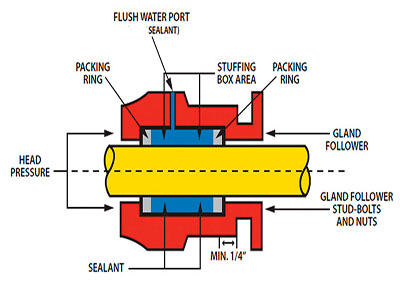 FLUSH WATER PORT
SEALANT)
PACKING
RING
STUFFING
BOX AREA
PACKING
RING
HEAD
PRESSURE
GLAND
FOLLOWER
GLAND FOLLOWER
STUD-BOLTS
AND NUTS
MIN. 1/4"
SEALANT